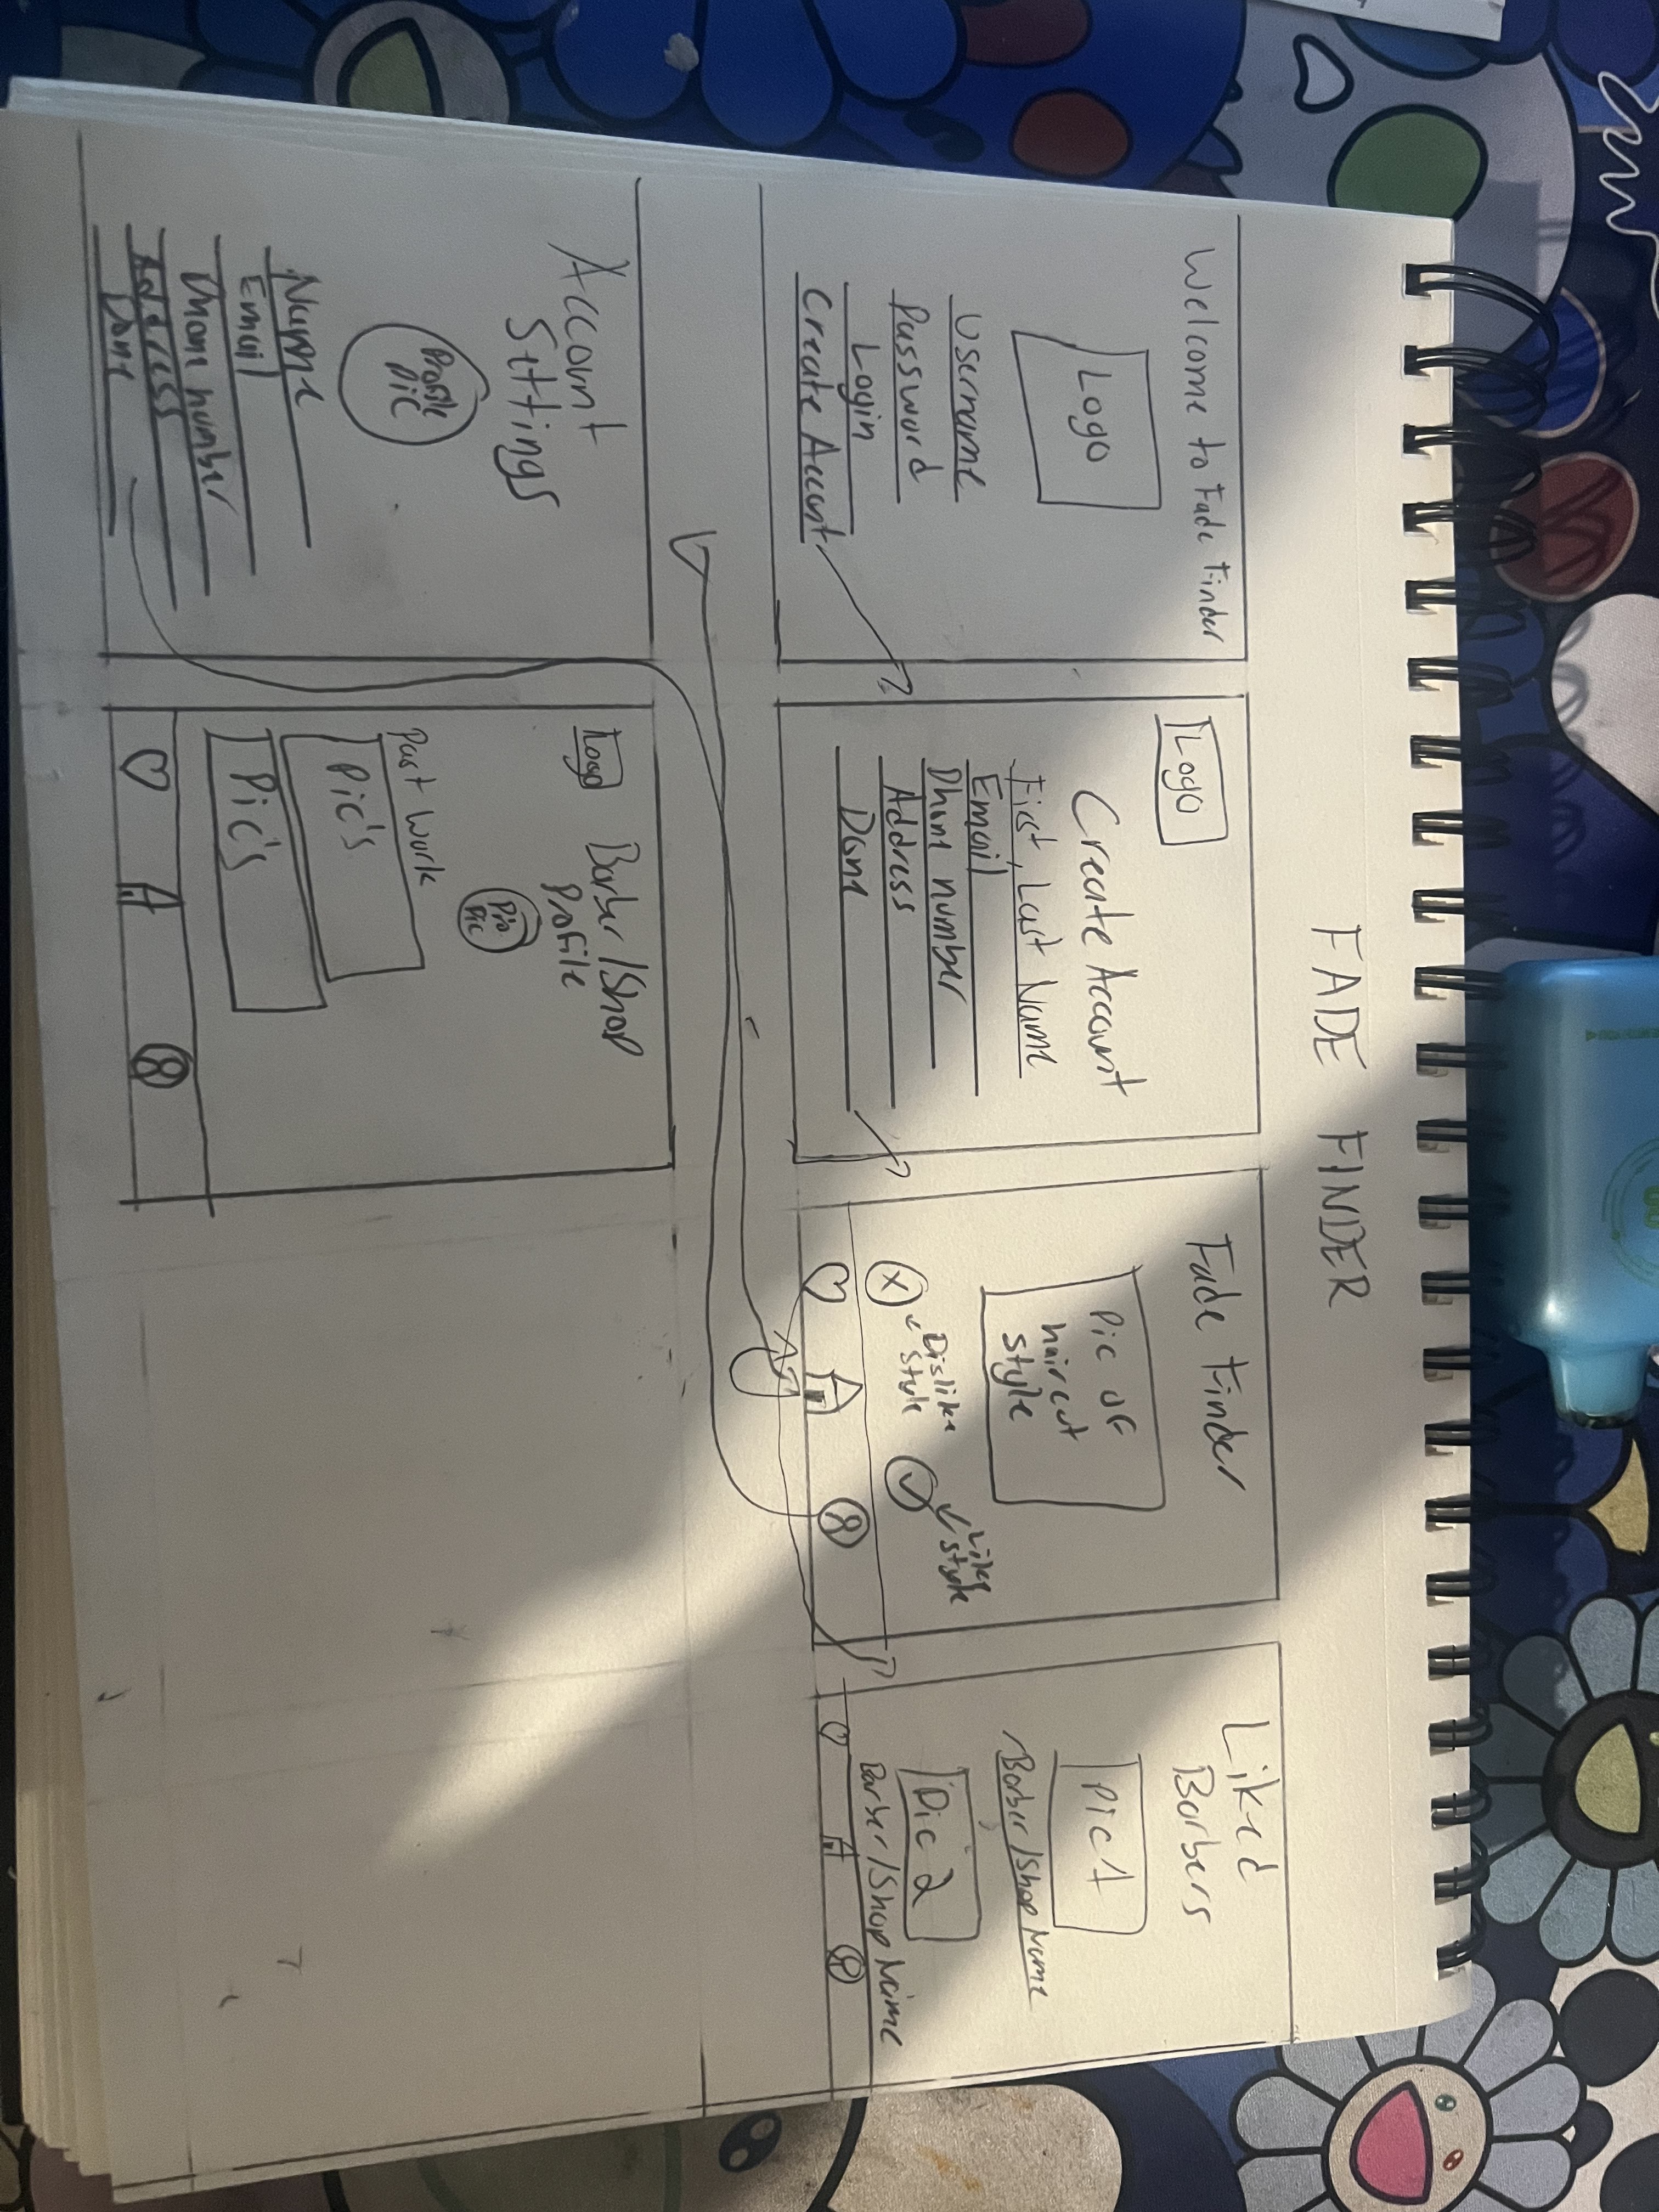 FADE FINDER
Welcome to Fade Finder
Logo
Username
Password
Login
Create Accont
Logo
Create Account
First, Last Name
Email
Phone number
Address
Done
Fade Finder
Pic of
haircut
style
Dislike
style
Like
style
Liked
Barbers
Pic 1
Barber/Shop Name
Pic 2
Barber/Shop Name
Account
Settings
Profile
Pic
Name
Email
Phone number
Address
Done
Logo
Barber/Shop
Profile
Pro
Pic
Past Work
Pic's
Pic's